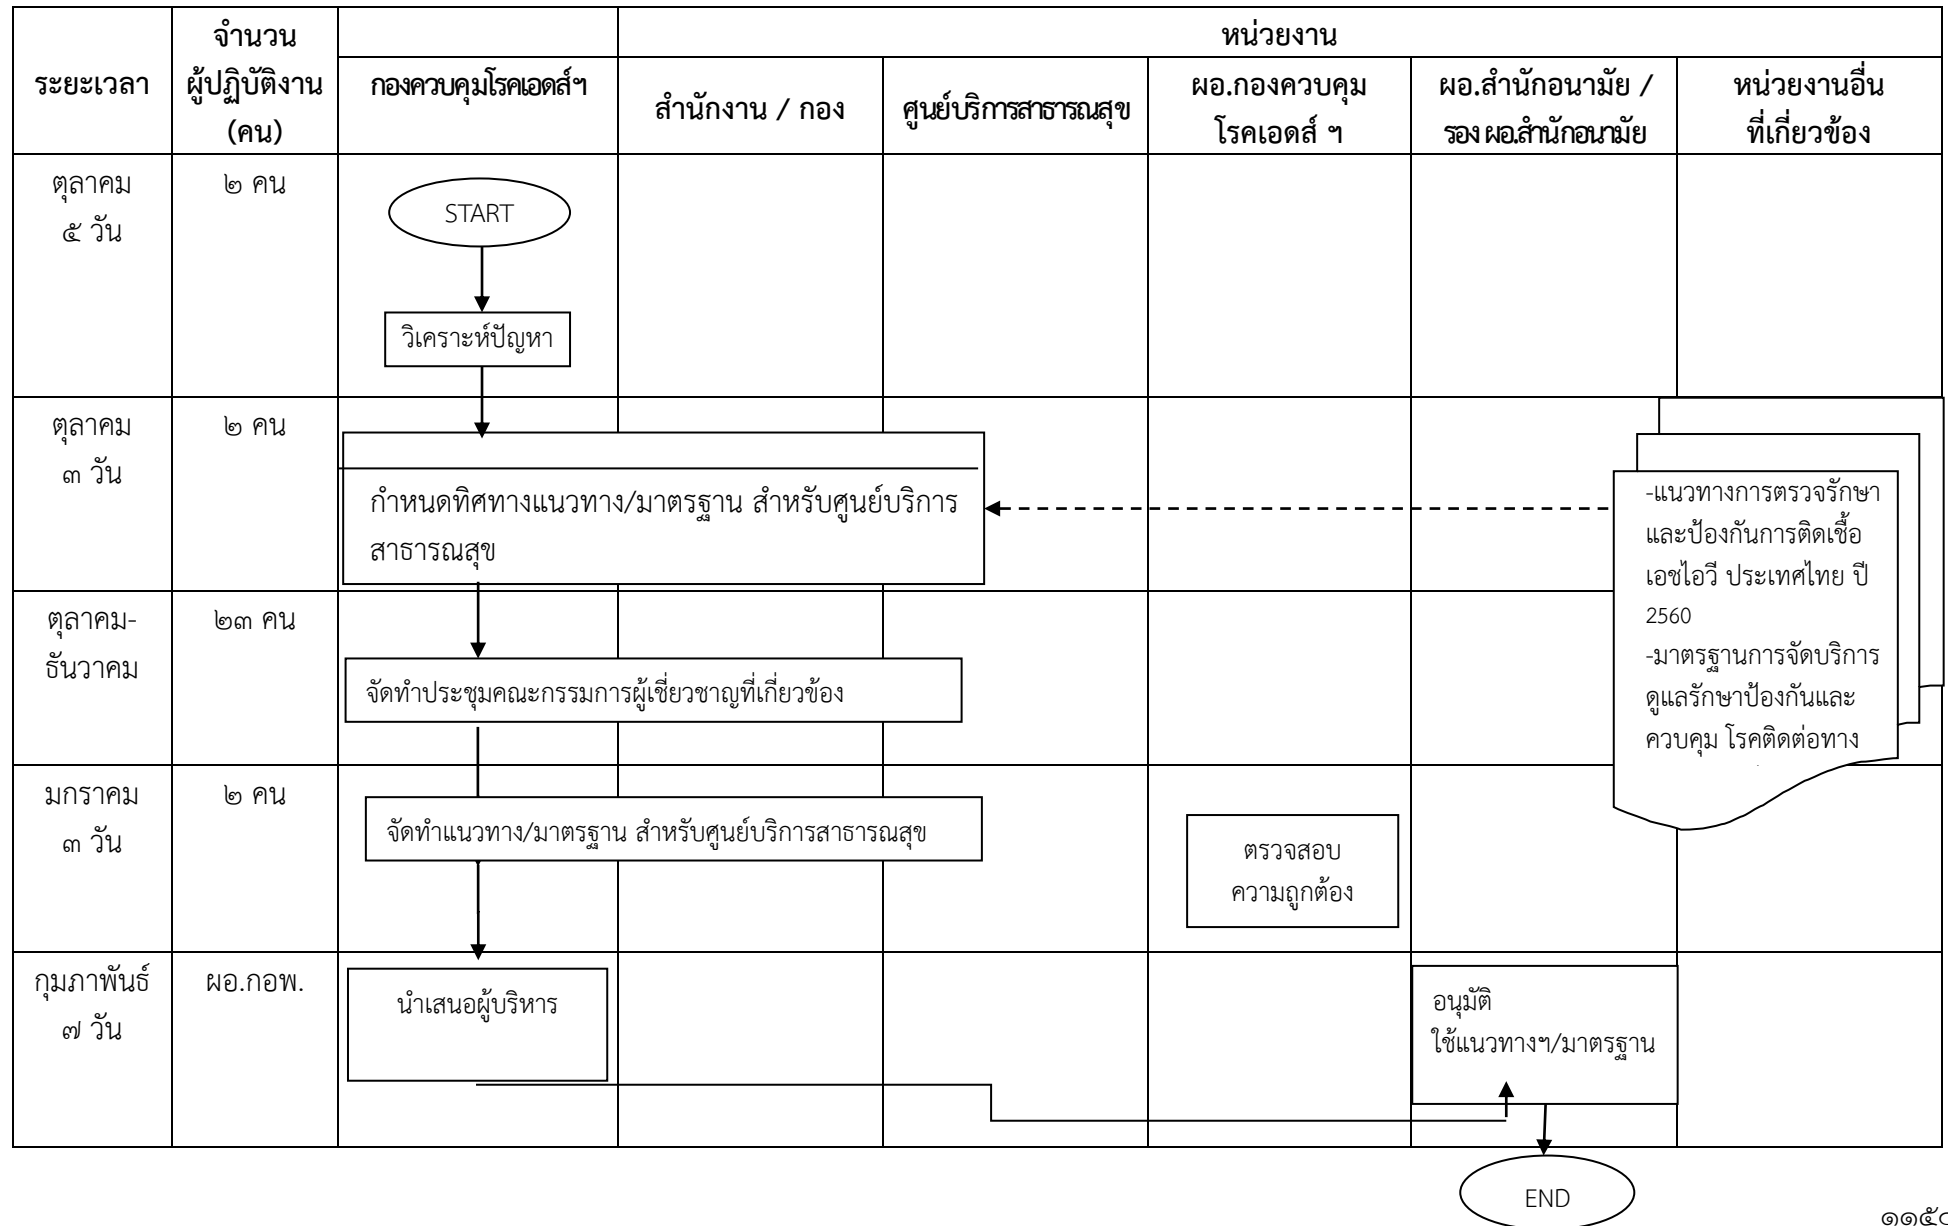 จำนวน
หน่วยงาน
ระยะเวลา
ผู้ปฏิบัติงาน
(คน)
กองควบคุมโรคเอดส์ฯ
สำนักงาน / กอง
ศูนย์บริการสาธารณสุข
ผอ.กองควบคุม
โรคเอดส์ ฯ
ผอ.สำนักอนามัย /
รอง ผอ.สำนักอนามัย
หน่วยงานอื่น
ที่เกี่ยวข้อง
ตุลาคม
๕ วัน
๒ คน
START
วิเคราะห์ปัญหา
ตุลาคม
๓ วัน
๒ คน
กำหนดทิศทางแนวทาง/มาตรฐาน สำหรับศูนย์บริการ
สาธารณสุข
-แนวทางการตรวจรักษา
และป้องกันการติดเชื้อ
เอชไอวี ประเทศไทย ปี
2560
-มาตรฐานการจัดบริการ
ดูแลรักษาป้องกันและ
ควบคุม โรคติดต่อทาง
ตุลาคม-
ธันวาคม
๒๓ คน
จัดทำประชุมคณะกรรมการผู้เชี่ยวชาญที่เกี่ยวข้อง
มกราคม
๓ วัน
๒ คน
จัดทำแนวทาง/มาตรฐาน สำหรับศูนย์บริการสาธารณสุข
ตรวจสอบ
ความถูกต้อง
กุมภาพันธ์
๗ วัน
ผอ.กอพ.
นำเสนอผู้บริหาร
อนุมัติ
ใช้แนวทางฯ/มาตรฐาน
END